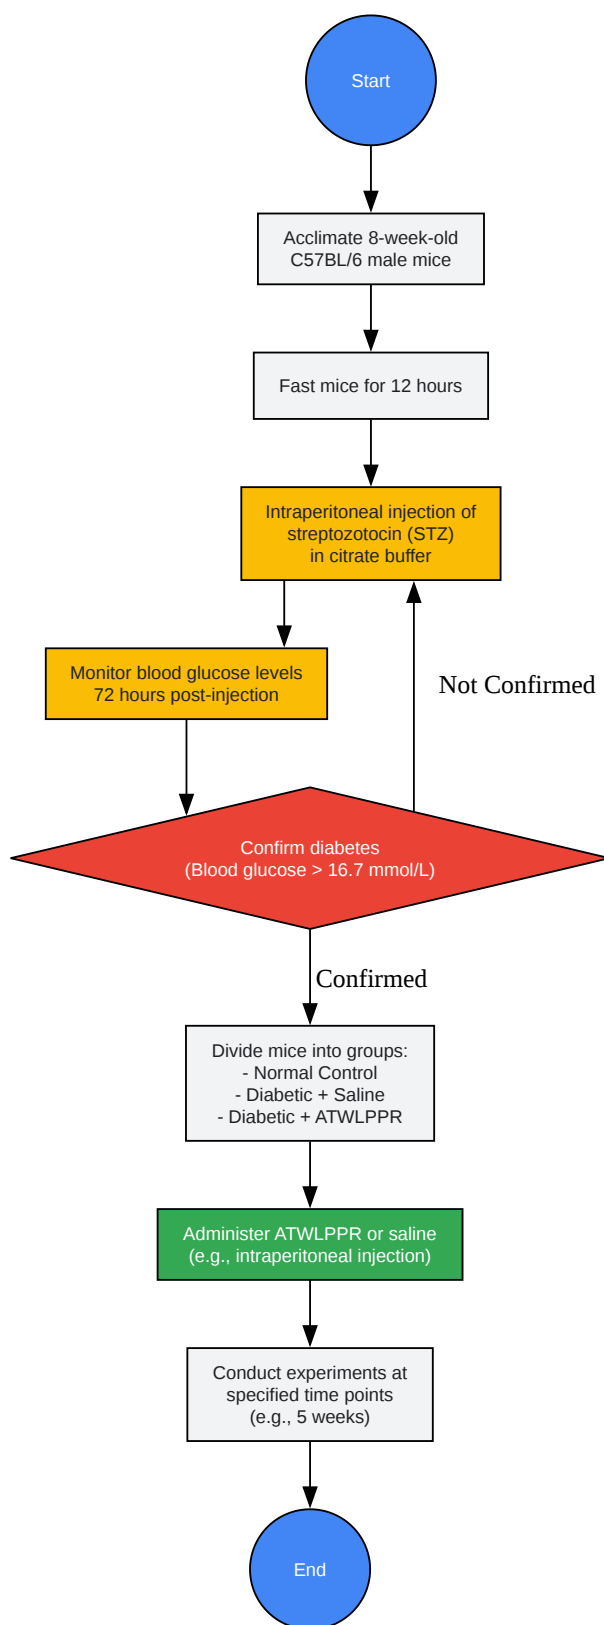 Start
Acclimate 8-week-old
C57BL/6 male mice
Fast mice for 12 hours
Intraperitoneal injection of
streptozotocin (STZ)
in citrate buffer
Monitor blood glucose levels
72 hours post-injection
Not Confirmed
Confirm diabetes
(Blood glucose > 16.7 mmol/L)
Confirmed
Divide mice into groups:
- Normal Control
- Diabetic + Saline
- Diabetic + ATWLPPR
Administer ATWLPPR or saline
(e.g., intraperitoneal injection)
Conduct experiments at
specified time points
(e.g., 5 weeks)
End